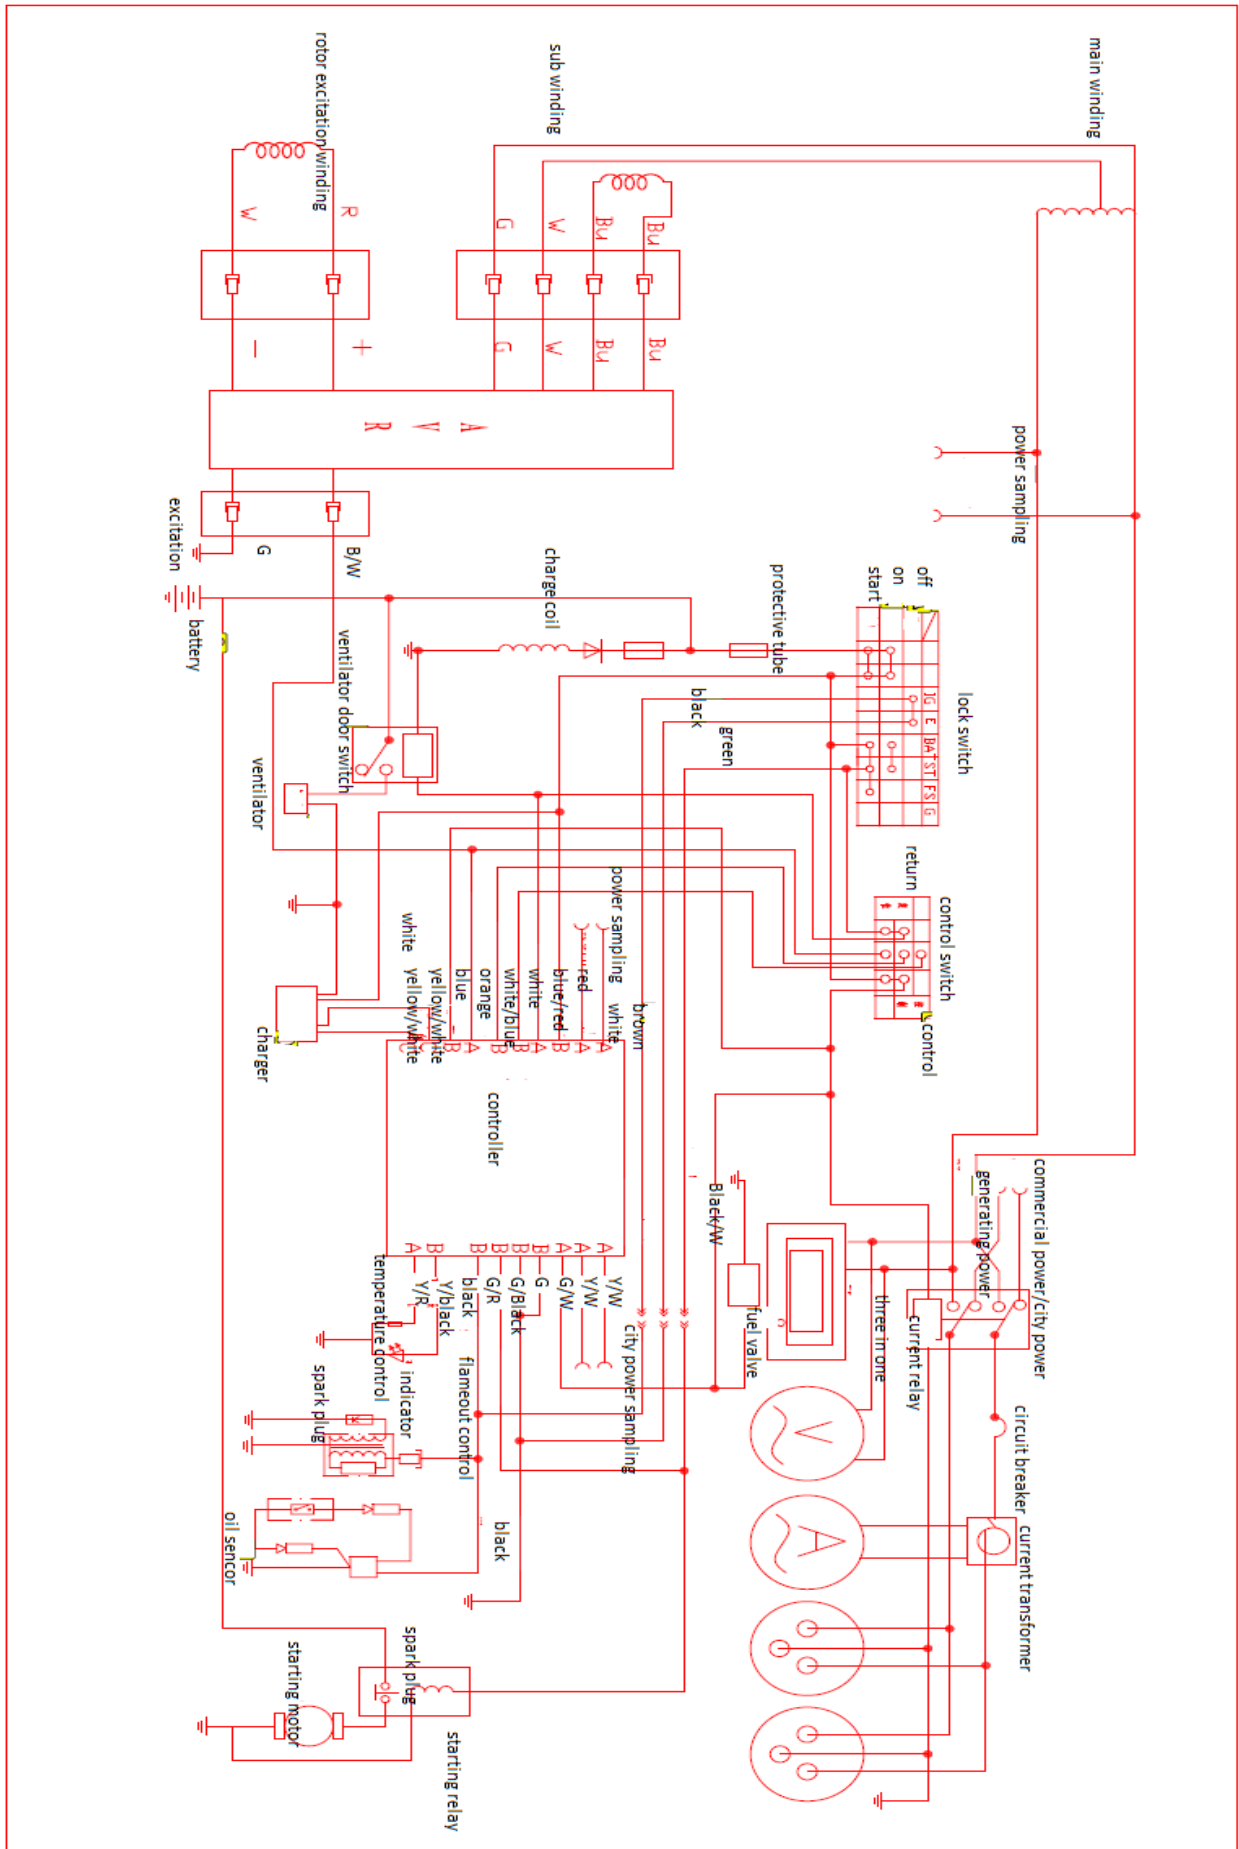 main winding
sub winding
rotor excitation winding
G
W
Bu
Bu
W
R
G
W
Bu
Bu
-
+
A V R
power sampling
excitation
G
B/W
battery
charge coil
protective tube
off
on
start
lock switch
IG E BAT ST FS G
black
green
ventilator door switch
ventilator
return
control switch
control
power sampling
white
yellow/white
yellow/white
blue
orange
white/blue
white
blue/red
red
white
brown
charger
B
A
B
B
A
B
A
A
controller
A
B
B
B
B
B
A
A
A
Y/R
Y/black
black
G/R
G/Black
G
G/W
Y/W
Y/W
Black/W
fuel valve
three in one
generating power
commercial power/city power
current relay
temperature control
indicator
spark plug
flameout control
city power sampling
circuit breaker
current transformer
V
A
oil sencor
black
starting motor
spark plug
starting relay